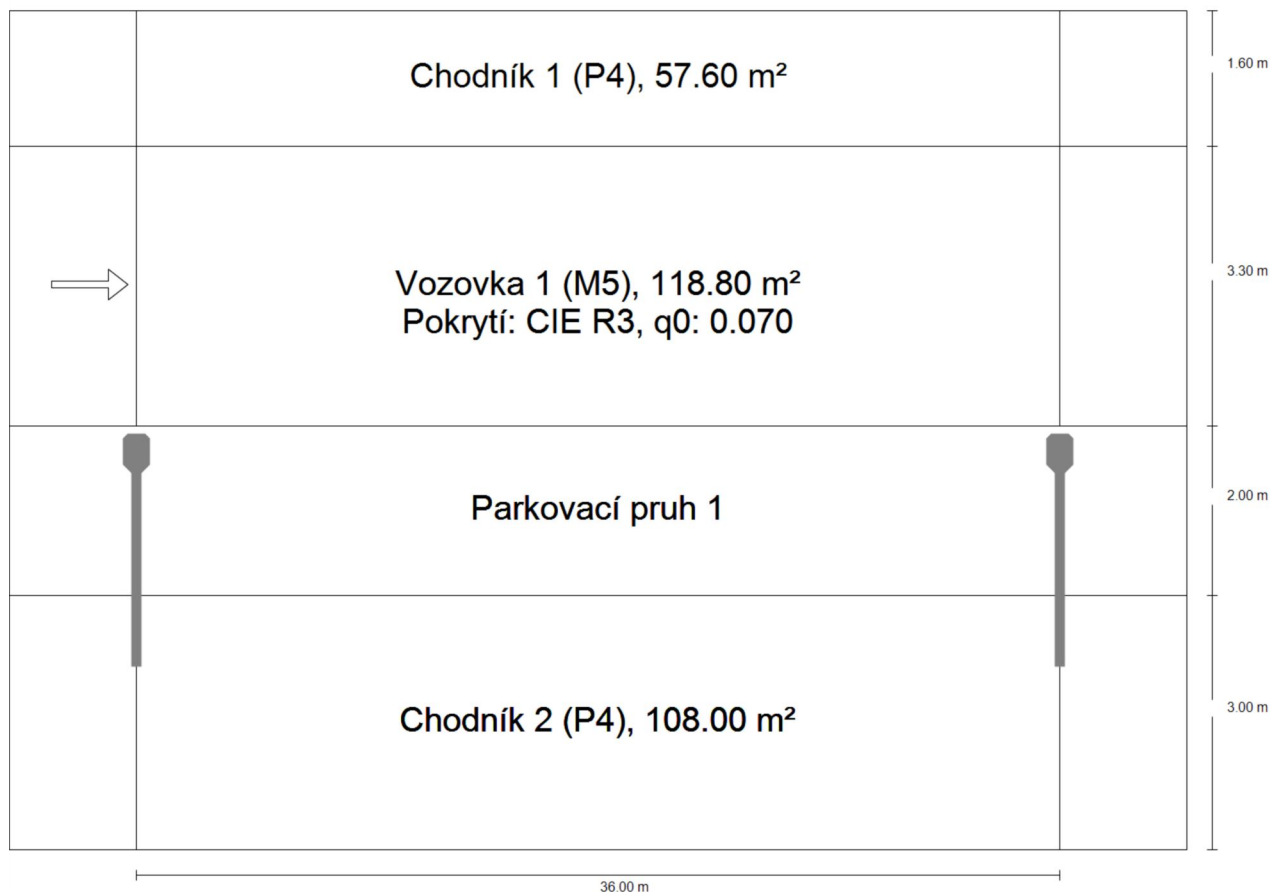 Chodník 1 (P4), 57.60 m²
1.60 m
Vozovka 1 (M5), 118.80 m²
Pokrytí: CIE R3, q0: 0.070
3.30 m
Parkovací pruh 1
2.00 m
Chodník 2 (P4), 108.00 m²
3.00 m
36.00 m